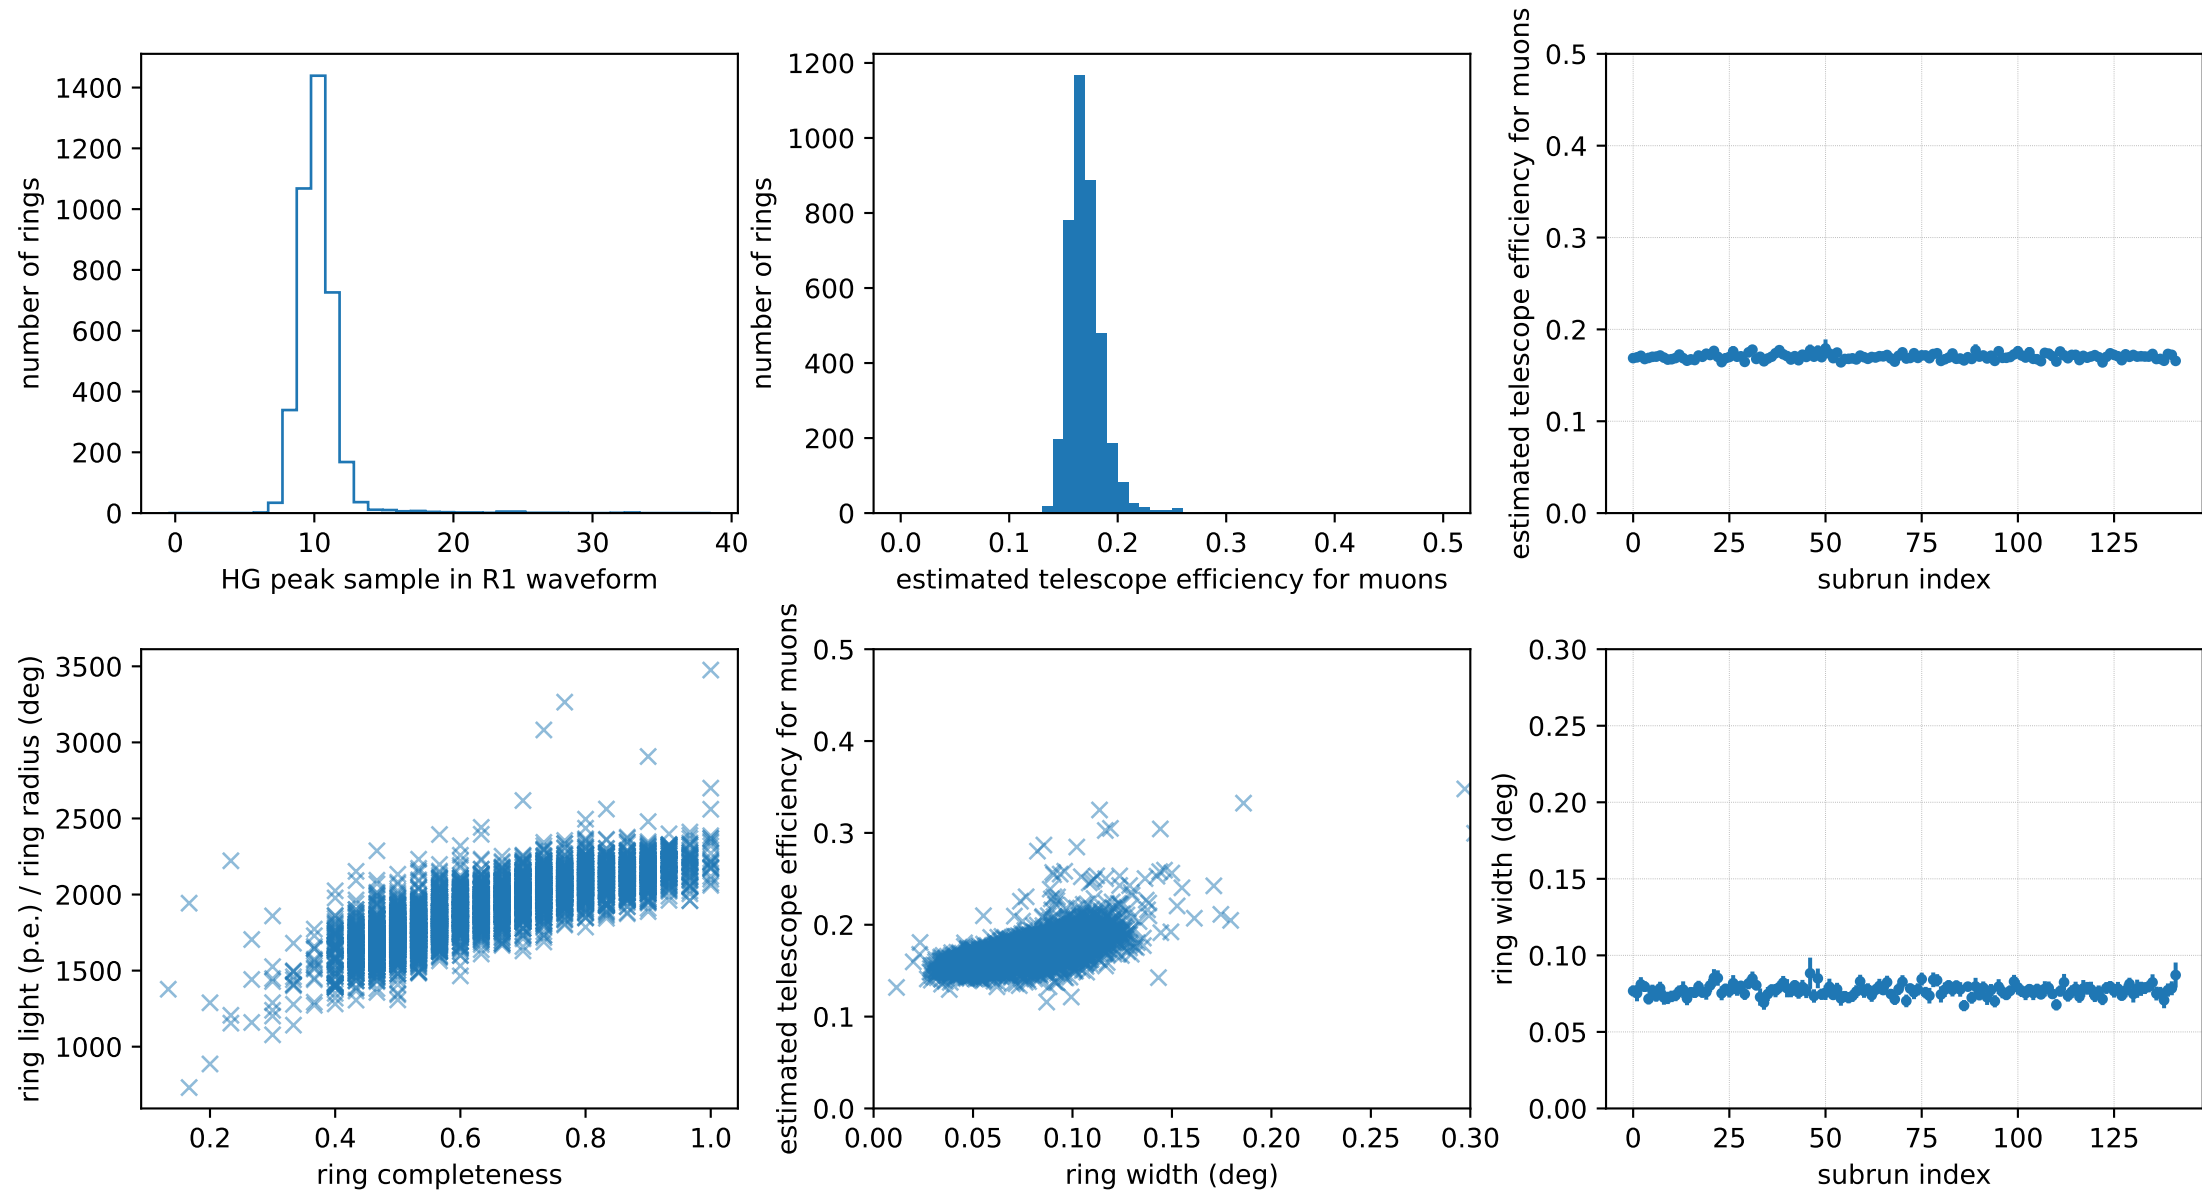 1400
1200
1000
800
600
400
200
0
number of rings
0 10 20 30 40
HG peak sample in R1 waveform
1200
1000
800
600
400
200
0
number of rings
0.0 0.1 0.2 0.3 0.4 0.5
estimated telescope efficiency for muons
0.5
0.4
0.3
0.2
0.1
0.0
estimated telescope efficiency for muons
0 25 50 75 100 125
subrun index
3500
3000
2500
2000
1500
1000
ring light (p.e.) / ring radius (deg)
0.2 0.4 0.6 0.8 1.0
ring completeness
0.5
0.4
0.3
0.2
0.1
0.0
estimated telescope efficiency for muons
0.00 0.05 0.10 0.15 0.20 0.25 0.30
ring width (deg)
0.30
0.25
0.20
0.15
0.10
0.05
0.00
ring width (deg)
0 25 50 75 100 125
subrun index